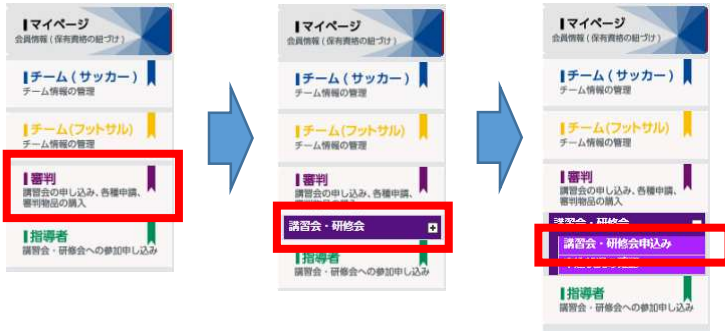 マイページ
会員情報(保有資格の紐づけ)
チーム(サッカー)
チーム情報の管理
チーム(フットサル)
チーム情報の管理
審判
講習会の申し込み、各種申請、
審判物品の購入
指導者
講習会・研修会への参加申し込み
マイページ
会員情報(保有資格の紐づけ)
チーム(サッカー)
チーム情報の管理
チーム(フットサル)
チーム情報の管理
審判
講習会の申し込み、各種申請、
審判物品の購入
講習会・研修会
指導者
講習会・研修会への参加申し込み
マイページ
会員情報(保有資格の紐づけ)
チーム(サッカー)
チーム情報の管理
チーム(フットサル)
チーム情報の管理
審判
講習会の申し込み、各種申請、
審判物品の購入
講習会・研修会
講習会・研修会申込み
指導者
講習会・研修会への参加申し込み